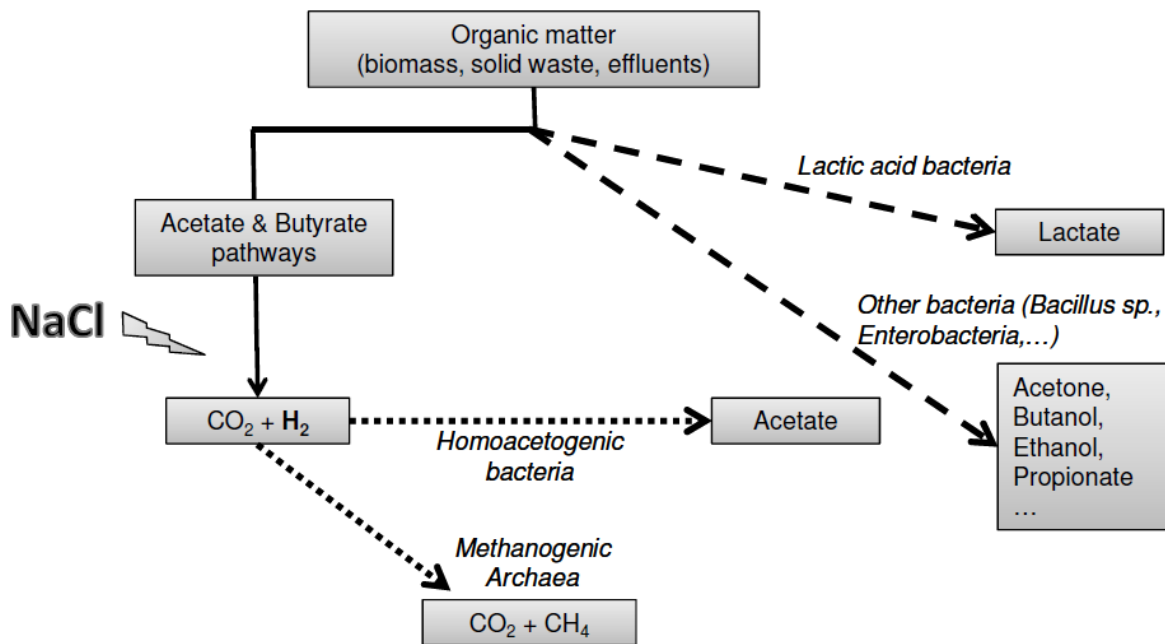 Organic matter
(biomass, solid waste, effluents)
Lactic acid bacteria
Acetate & Butyrate
pathways
Lactate
NaCl
Other bacteria (Bacillus sp.,
Enterobacteria,...)
Acetone,
Butanol,
Ethanol,
Propionate
...
CO₂ + H₂
Acetate
Homoacetogenic
bacteria
Methanogenic
Archaea
CO₂ + CH₄